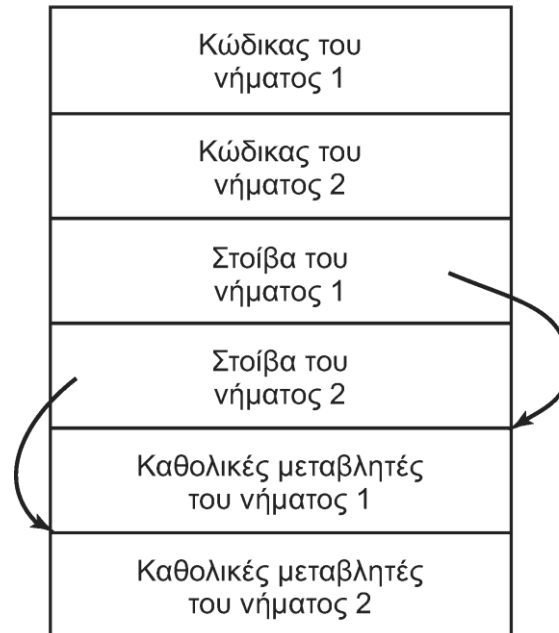 Κώδικας του
νήματος 1
Κώδικας του
νήματος 2
Στοίβα του
νήματος 1
Στοίβα του
νήματος 2
Καθολικές μεταβλητές
του νήματος 1
Καθολικές μεταβλητές
του νήματος 2